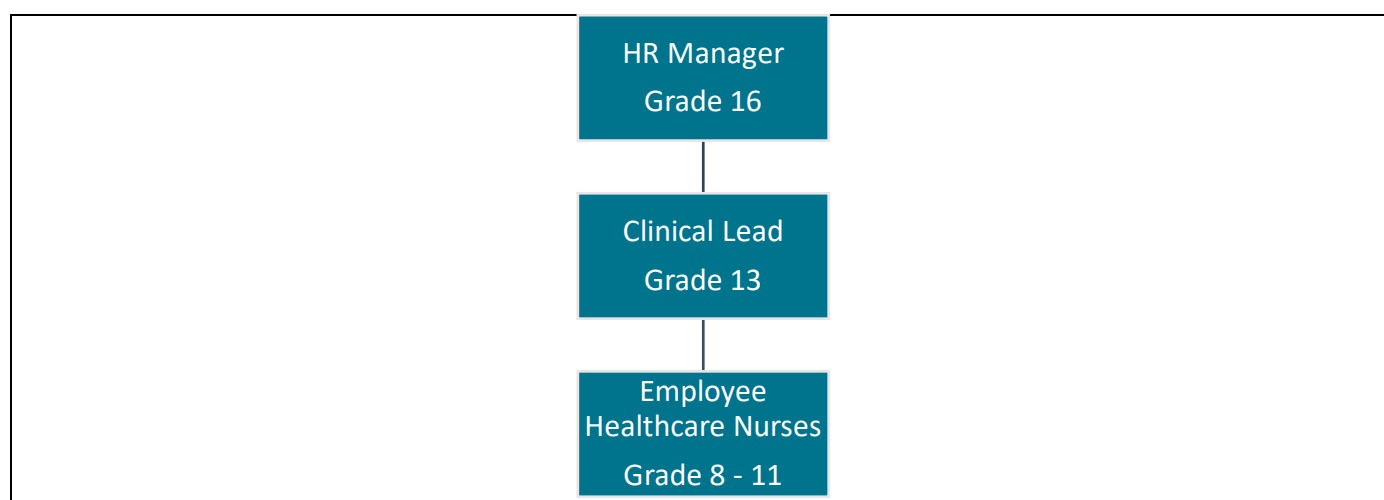 HR Manager
Grade 16
Clinical Lead
Grade 13
Employee
Healthcare Nurses
Grade 8 - 11